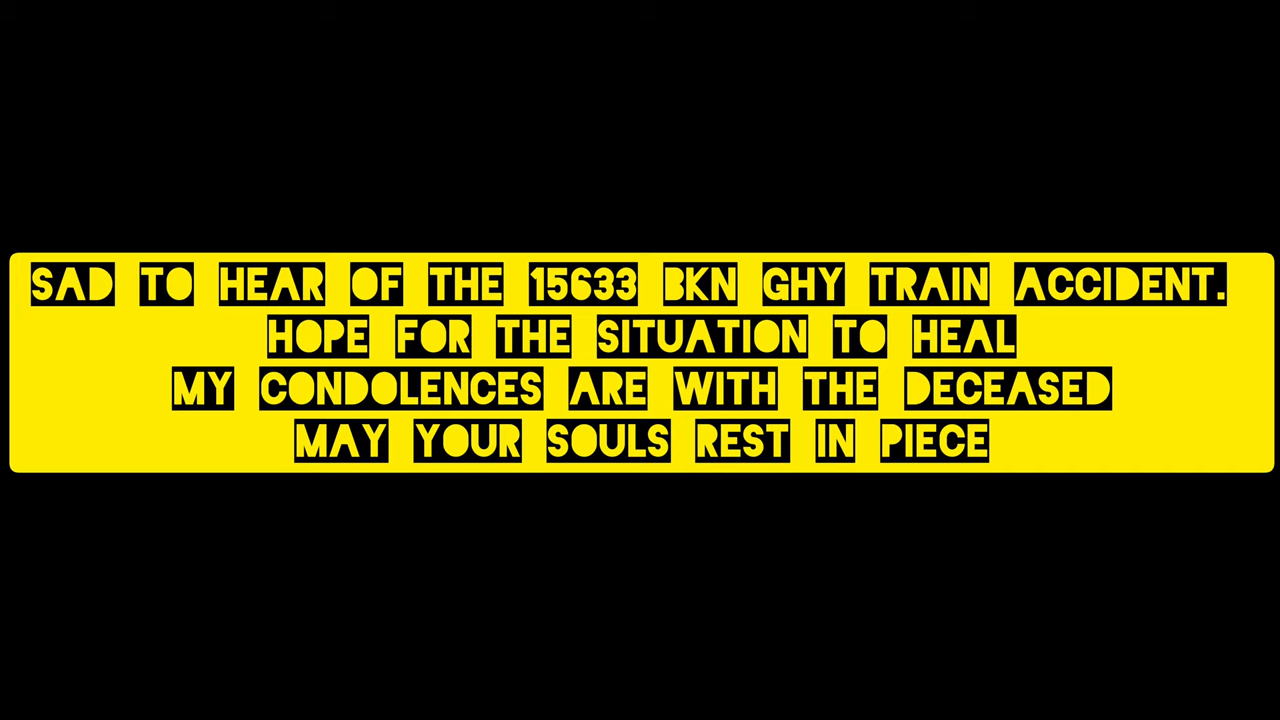 SAD TO HEAR OF THE 15633 BKN GHY TRAIN ACCIDENT.
HOPE FOR THE SITUATION TO HEAL
MY CONDOLENCES ARE WITH THE DECEASED
MAY YOUR SOULS REST IN PIECE